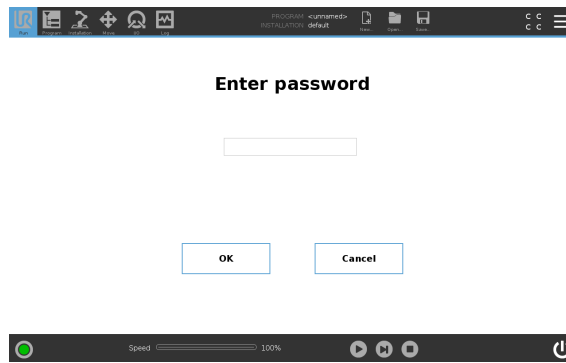 PROGRAM <unnamed>
INSTALLATION default
Run Program Installation Move I/O Log
New... Open... Save...
C C
C C
Enter password
OK Cancel
Speed 100%